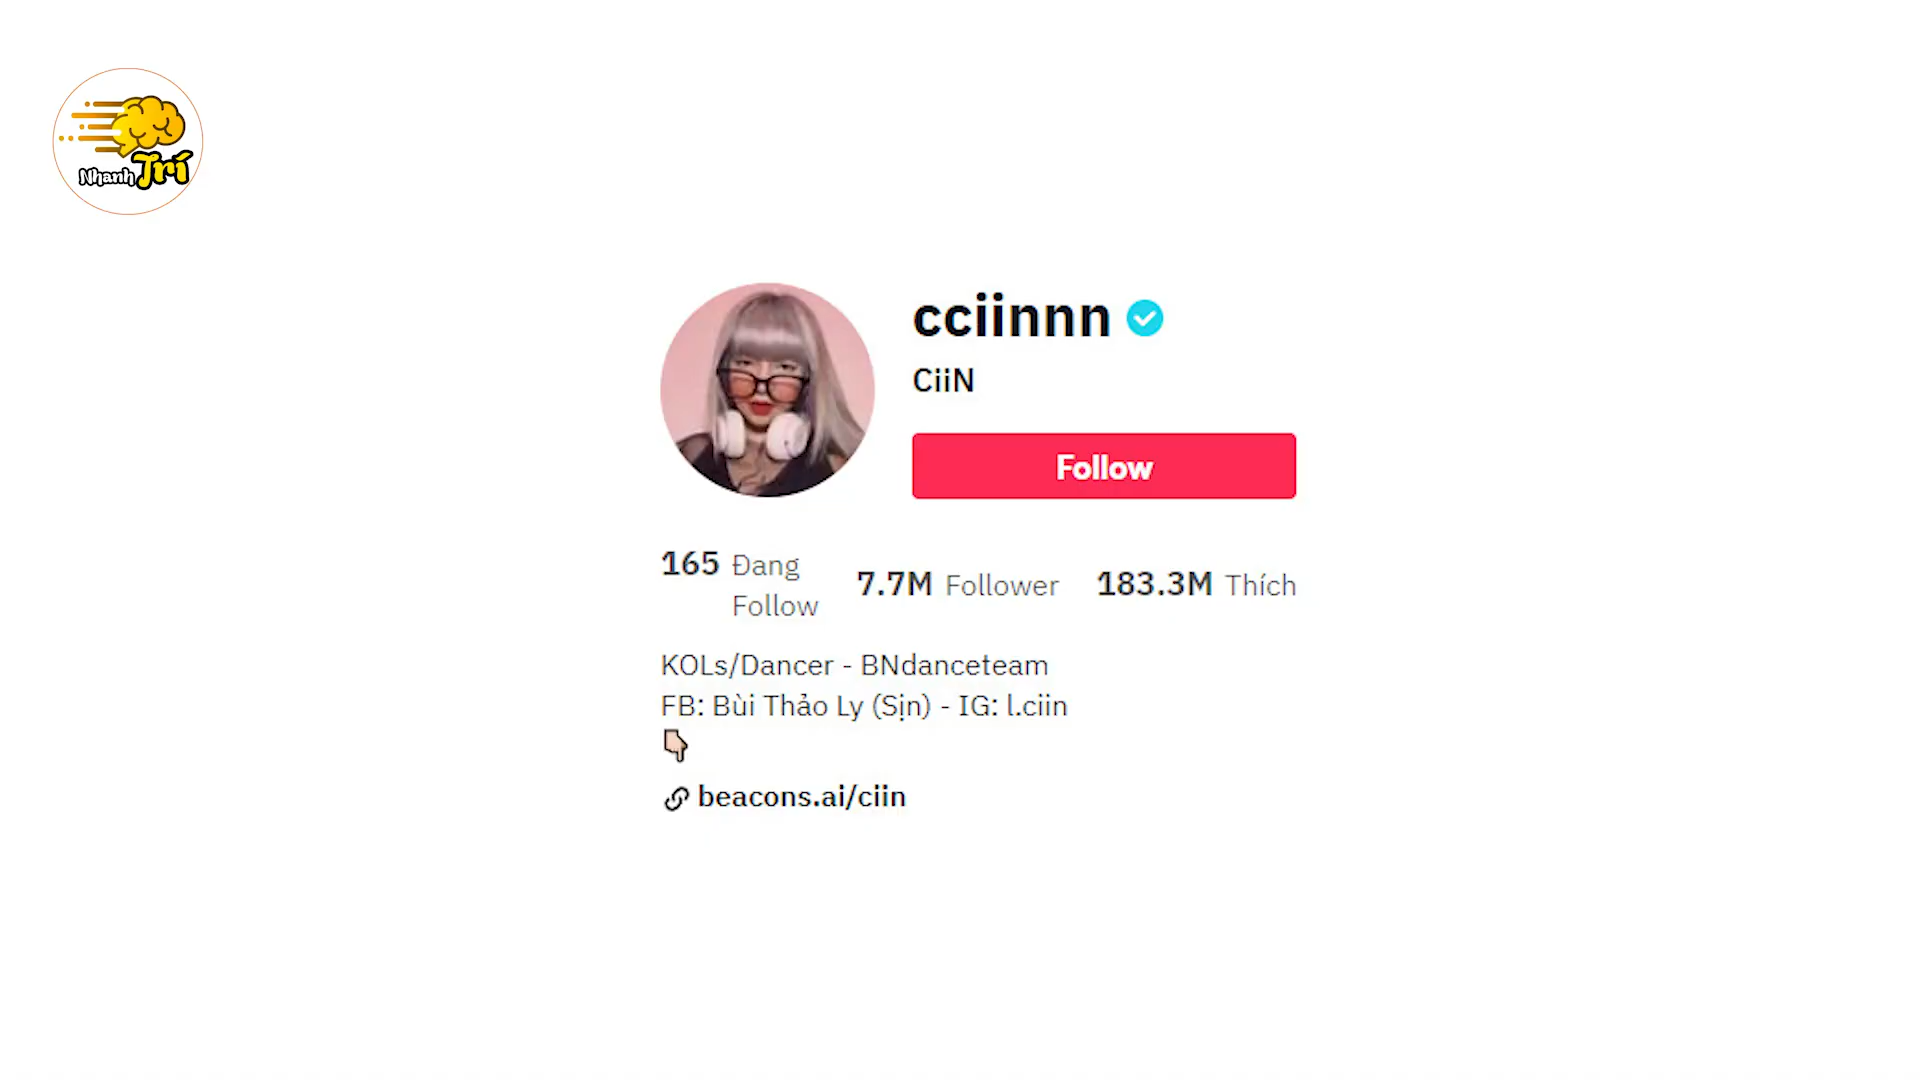 Nhanh Trí
cciinnn
CiiN
Follow
165 Đang Follow 7.7M Follower 183.3M Thích
KOLs/Dancer - BNdanceteam
FB: Bùi Thảo Ly (Sịn) - IG: l.ciin
beacons.ai/ciin